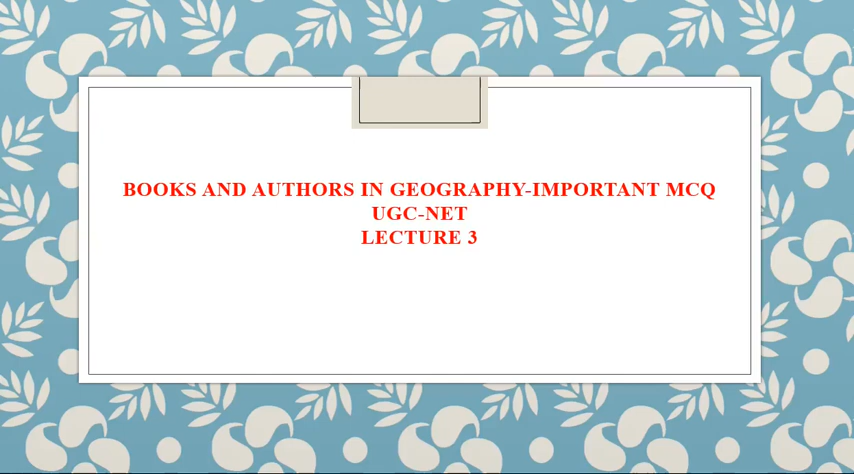 BOOKS AND AUTHORS IN GEOGRAPHY-IMPORTANT MCQ
UGC-NET
LECTURE 3